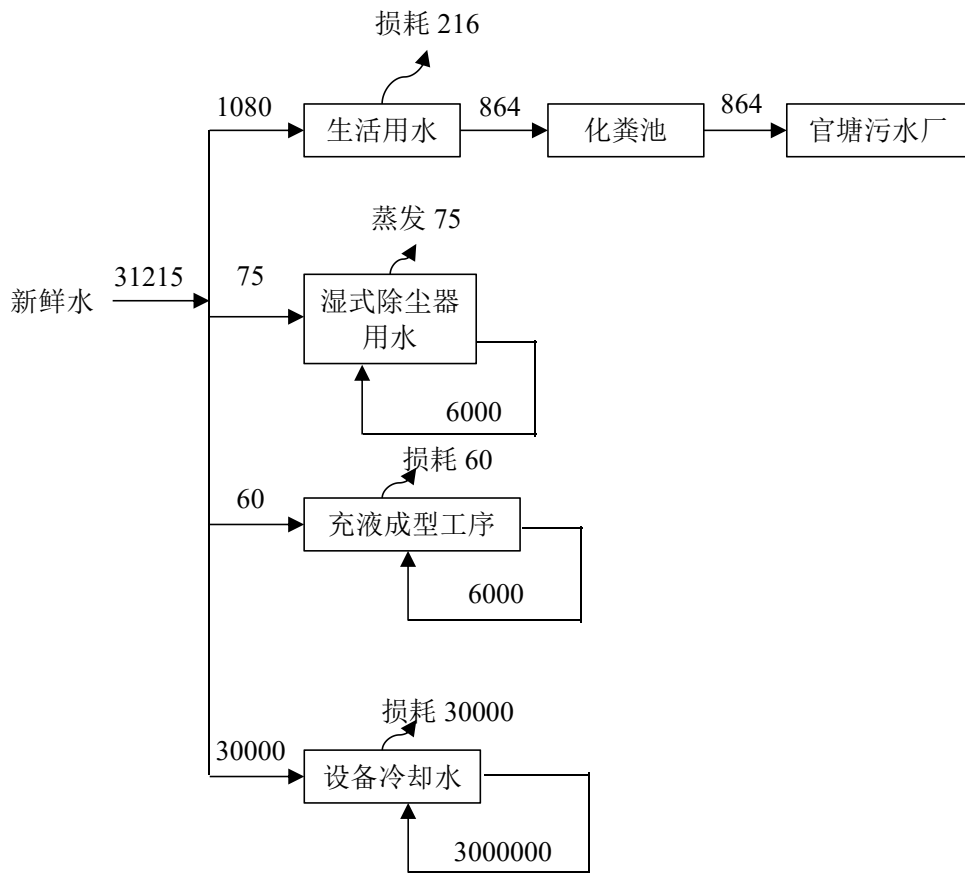 损耗 216
1080
生活用水
864
化粪池
864
官塘污水厂
蒸发 75
新鲜水
31215
75
湿式除尘器
用水
6000
损耗 60
60
充液成型工序
6000
损耗 30000
30000
设备冷却水
3000000